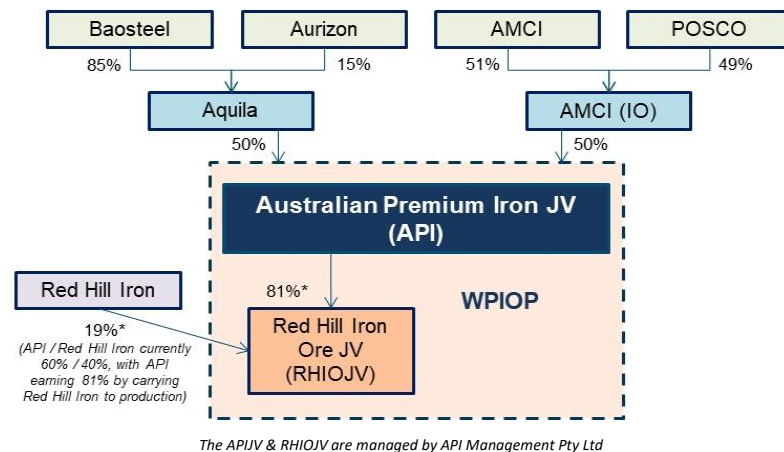 Baosteel
Aurizon
AMCI
POSCO
85%
15%
51%
49%
Aquila
AMCI (IO)
50%
50%
Australian Premium Iron JV
(API)
Red Hill Iron
81%*
WPIOP
19%*
(API / Red Hill Iron currently
60% / 40%, with API
earning 81% by carrying
Red Hill Iron to production)
Red Hill Iron
Ore JV
(RHIOJV)
The APIJV & RHIOJV are managed by API Management Pty Ltd